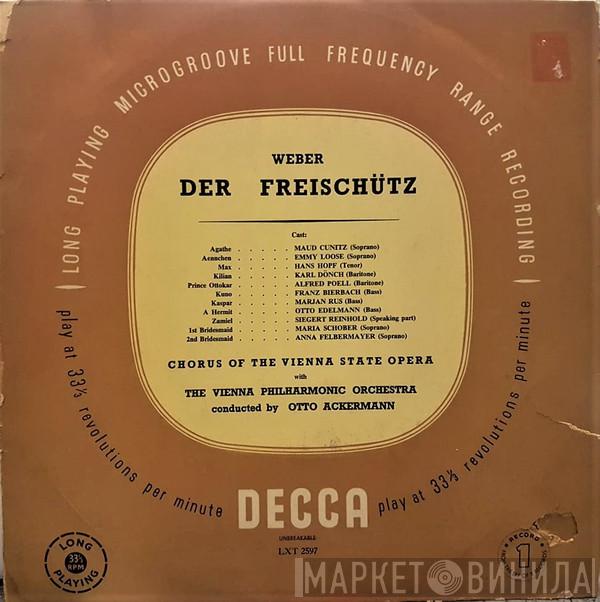 LONG PLAYING MICROGROOVE FULL FREQUENCY RANGE RECORDING
WEBER
DER FREISCHÜTZ
Cast:
Agathe . . . . . MAUD CUNITZ (Soprano)
Aennchen . . . . . EMMY LOOSE (Soprano)
Max . . . . . HANS HOPF (Tenor)
Kilian . . . . . KARL DÖNCH (Baritone)
Prince Ottokar . . . . . ALFRED POELL (Baritone)
Kuno . . . . . FRANZ BIERBACH (Bass)
Kaspar . . . . . MARJAN RUS (Bass)
A Hermit . . . . . OTTO EDELMANN (Bass)
Zamiel . . . . . SIEGERT REINHOLD (Speaking part)
1st Bridesmaid . . . . . MARIA SCHOBER (Soprano)
2nd Bridesmaid . . . . . ANNA FELBERMAYER (Soprano)
CHORUS OF THE VIENNA STATE OPERA
with
THE VIENNA PHILHARMONIC ORCHESTRA
conducted by OTTO ACKERMANN
play at 33⅓ revolutions per minute
DECCA
play at 33⅓ revolutions per minute
UNBREAKABLE
LXT 2597
LONG
33⅓
RPM
PLAYING
RECORD
1
МАРКЕТ ВИНИЛА